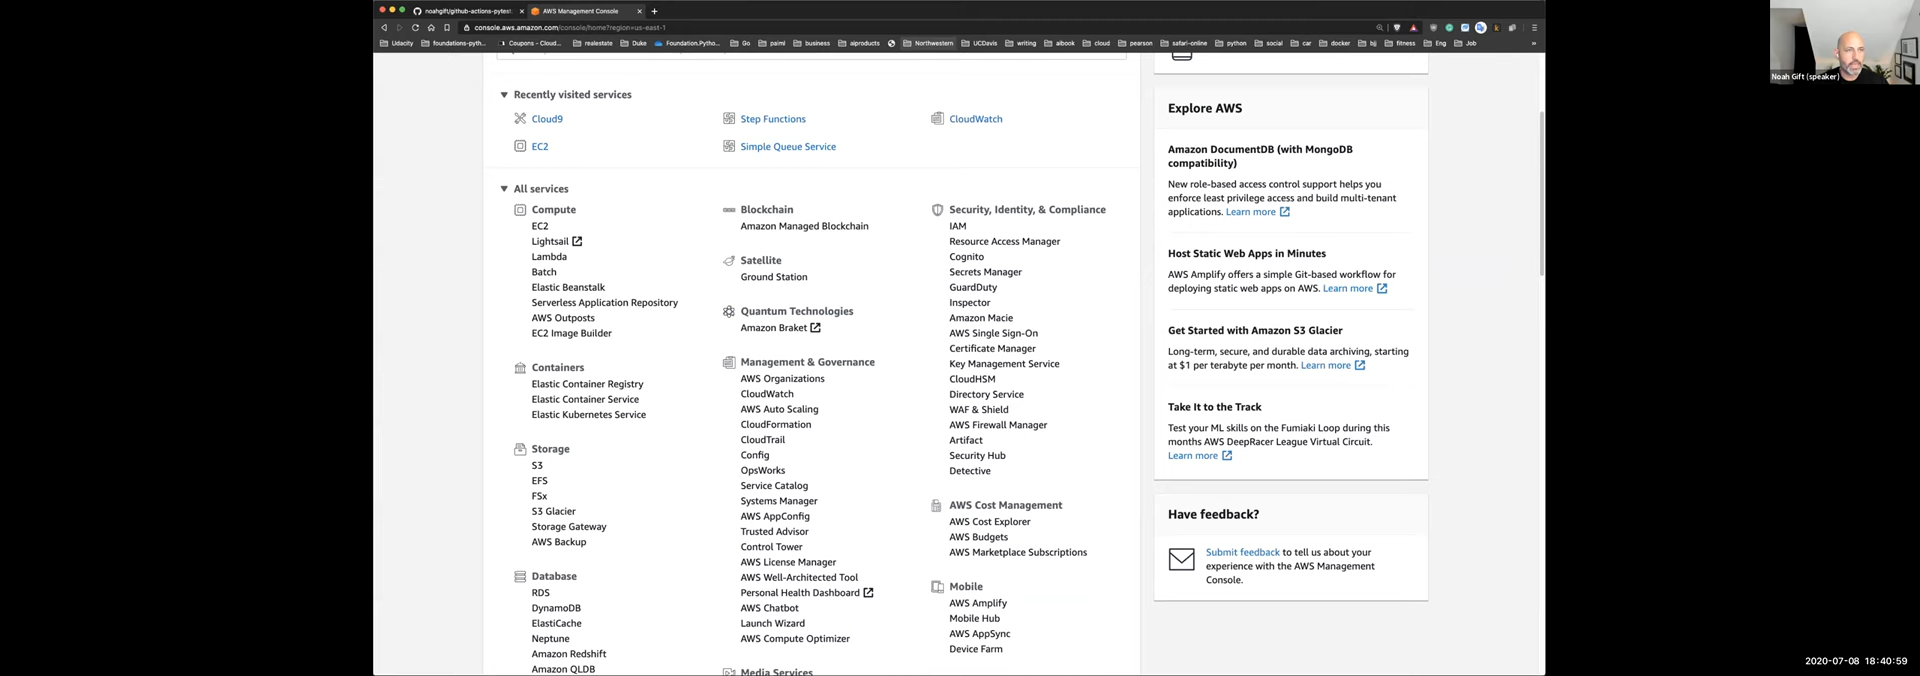 noahgift/github-actions-pytest
AWS Management Console
console.aws.amazon.com/console/home?region=us-east-1
Udacity
foundations-pyth...
Coupons - Cloud...
realestate
Duke
Foundation.Pytho...
Go
paiml
business
aiproducts
Northwestern
UCDavis
writing
aibook
cloud
pearson
safari-online
python
social
car
docker
bjj
fitness
Eng
Job
»
Noah Gift (speaker)
Recently visited services
Cloud9
Step Functions
CloudWatch
EC2
Simple Queue Service
All services
Compute
EC2
Lightsail
Lambda
Batch
Elastic Beanstalk
Serverless Application Repository
AWS Outposts
EC2 Image Builder
Containers
Elastic Container Registry
Elastic Container Service
Elastic Kubernetes Service
Storage
S3
EFS
FSx
S3 Glacier
Storage Gateway
AWS Backup
Database
RDS
DynamoDB
ElastiCache
Neptune
Amazon Redshift
Amazon QLDB
Blockchain
Amazon Managed Blockchain
Satellite
Ground Station
Quantum Technologies
Amazon Braket
Management & Governance
AWS Organizations
CloudWatch
AWS Auto Scaling
CloudFormation
CloudTrail
Config
OpsWorks
Service Catalog
Systems Manager
AWS AppConfig
Trusted Advisor
Control Tower
AWS License Manager
AWS Well-Architected Tool
Personal Health Dashboard
AWS Chatbot
Launch Wizard
AWS Compute Optimizer
Media Services
Security, Identity, & Compliance
IAM
Resource Access Manager
Cognito
Secrets Manager
GuardDuty
Inspector
Amazon Macie
AWS Single Sign-On
Certificate Manager
Key Management Service
CloudHSM
Directory Service
WAF & Shield
AWS Firewall Manager
Artifact
Security Hub
Detective
AWS Cost Management
AWS Cost Explorer
AWS Budgets
AWS Marketplace Subscriptions
Mobile
AWS Amplify
Mobile Hub
AWS AppSync
Device Farm
Explore AWS
Amazon DocumentDB (with MongoDB
compatibility)
New role-based access control support helps you
enforce least privilege access and build multi-tenant
applications. Learn more
Host Static Web Apps in Minutes
AWS Amplify offers a simple Git-based workflow for
deploying static web apps on AWS. Learn more
Get Started with Amazon S3 Glacier
Long-term, secure, and durable data archiving, starting
at $1 per terabyte per month. Learn more
Take It to the Track
Test your ML skills on the Fumiaki Loop during this
months AWS DeepRacer League Virtual Circuit.
Learn more
Have feedback?
Submit feedback to tell us about your
experience with the AWS Management
Console.
2020-07-08 18:40:59